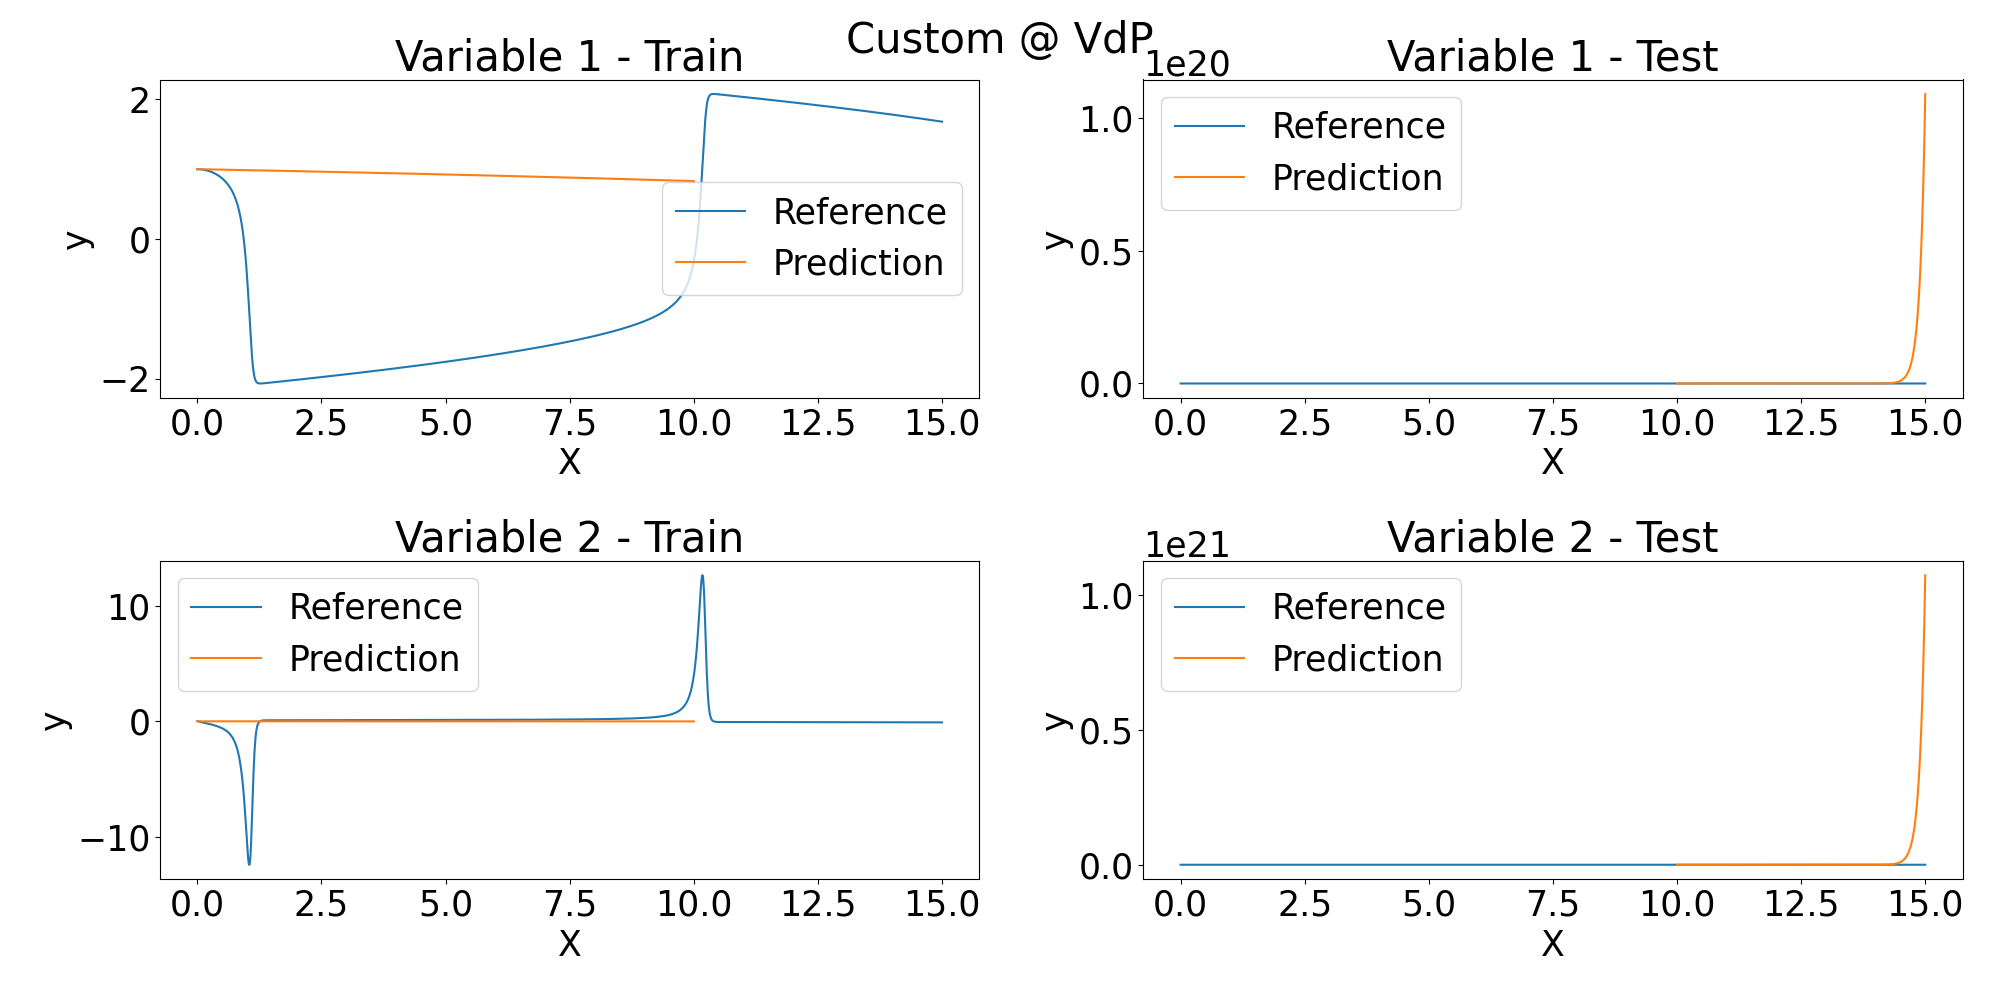 Custom @ VdP
Variable 1 - Train
2
0
−2
y
Reference
Prediction
0.0 2.5 5.0 7.5 10.0 12.5 15.0
X
Variable 1 - Test
1e20
1.0
0.5
0.0
y
Reference
Prediction
0.0 2.5 5.0 7.5 10.0 12.5 15.0
X
Variable 2 - Train
10
0
−10
y
Reference
Prediction
0.0 2.5 5.0 7.5 10.0 12.5 15.0
X
Variable 2 - Test
1e21
1.0
0.5
0.0
y
Reference
Prediction
0.0 2.5 5.0 7.5 10.0 12.5 15.0
X